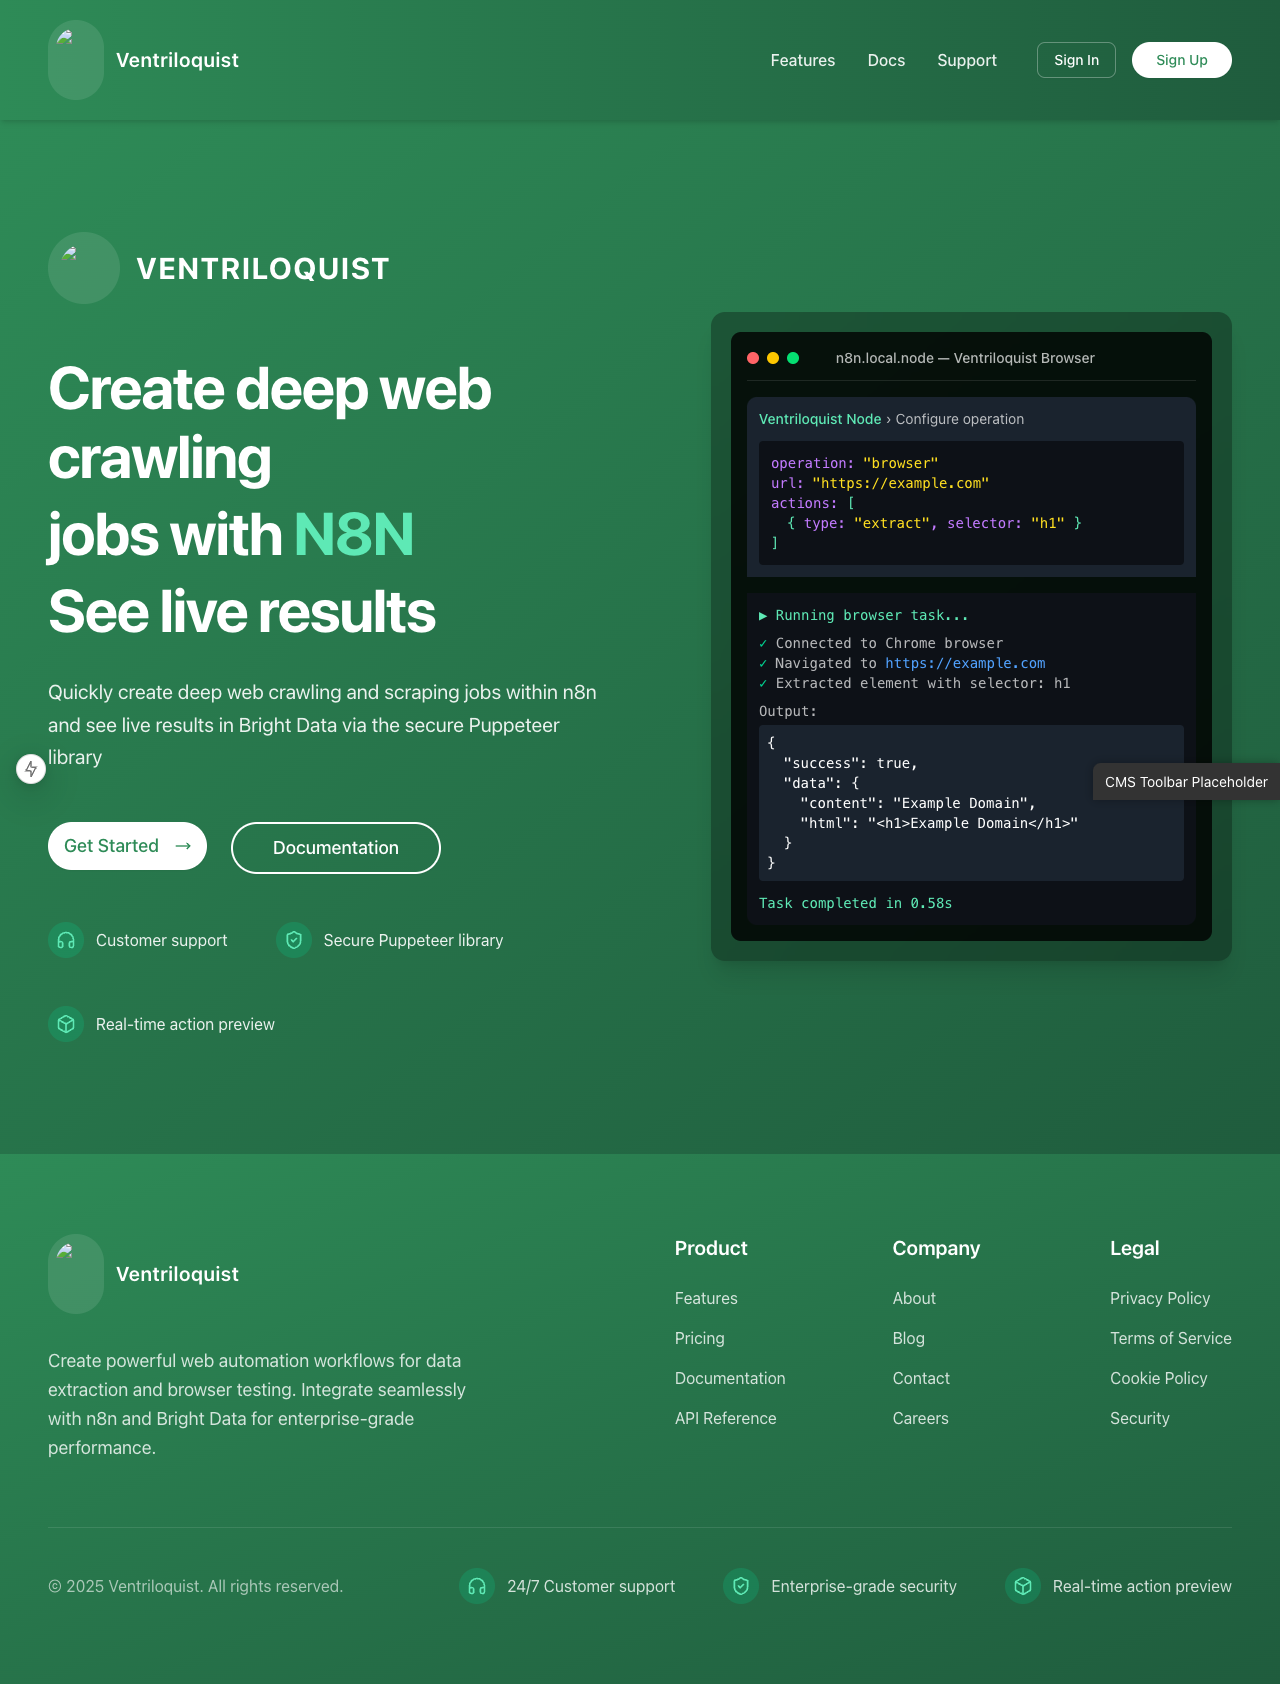 Ventriloquist
Features
Docs
Support
Sign In
Sign Up
VENTRILOQUIST
Create deep web
crawling
jobs with N8N
See live results
Quickly create deep web crawling and scraping jobs within n8n
and see live results in Bright Data via the secure Puppeteer
library
Get Started →
Documentation
Customer support
Secure Puppeteer library
Real-time action preview
n8n.local.node — Ventriloquist Browser
Ventriloquist Node › Configure operation
operation: "browser"
url: "https://example.com"
actions: [
{ type: "extract", selector: "h1" }
]
▶ Running browser task...
✓ Connected to Chrome browser
✓ Navigated to https://example.com
✓ Extracted element with selector: h1
Output:
{
"success": true,
"data": {
"content": "Example Domain",
"html": "<h1>Example Domain</h1>"
}
}
Task completed in 0.58s
CMS Toolbar Placeholder
Ventriloquist
Create powerful web automation workflows for data
extraction and browser testing. Integrate seamlessly
with n8n and Bright Data for enterprise-grade
performance.
Product
Features
Pricing
Documentation
API Reference
Company
About
Blog
Contact
Careers
Legal
Privacy Policy
Terms of Service
Cookie Policy
Security
© 2025 Ventriloquist. All rights reserved.
24/7 Customer support
Enterprise-grade security
Real-time action preview